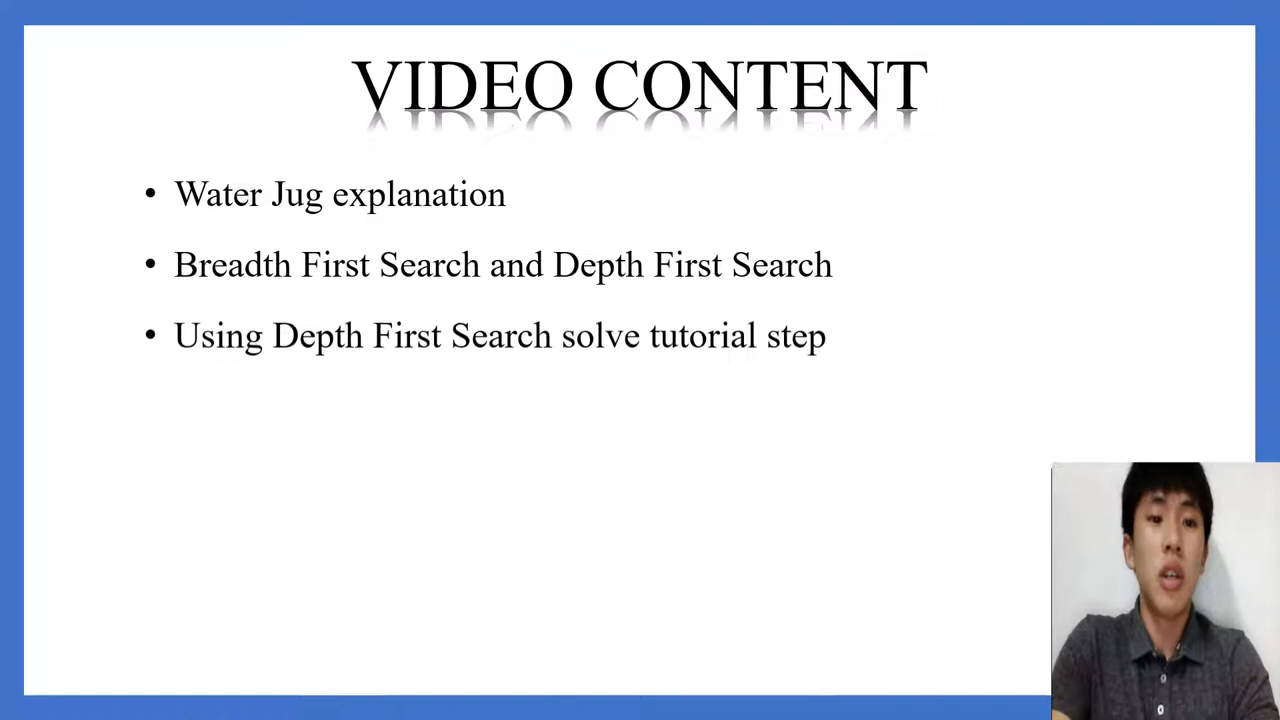 VIDEO CONTENT
• Water Jug explanation
• Breadth First Search and Depth First Search
• Using Depth First Search solve tutorial step